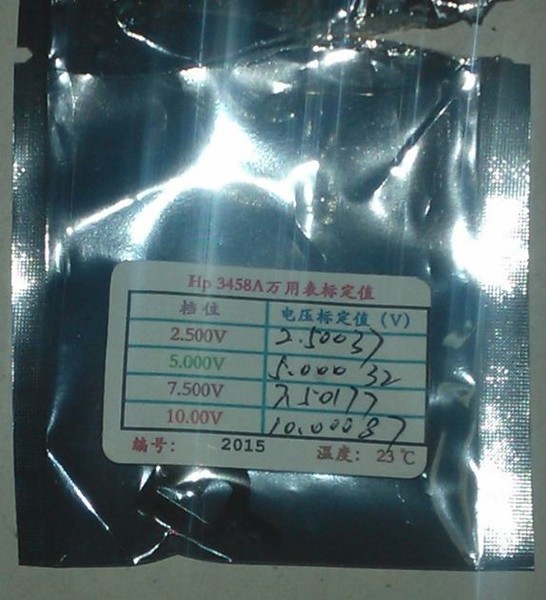 Hp 3458A万用表标定值
档位 电压标定值 (V)
2.500V 2.50037
5.000V 5.00032
7.500V 7.50177
10.00V 10.00087
编号: 2015 温度: 23℃